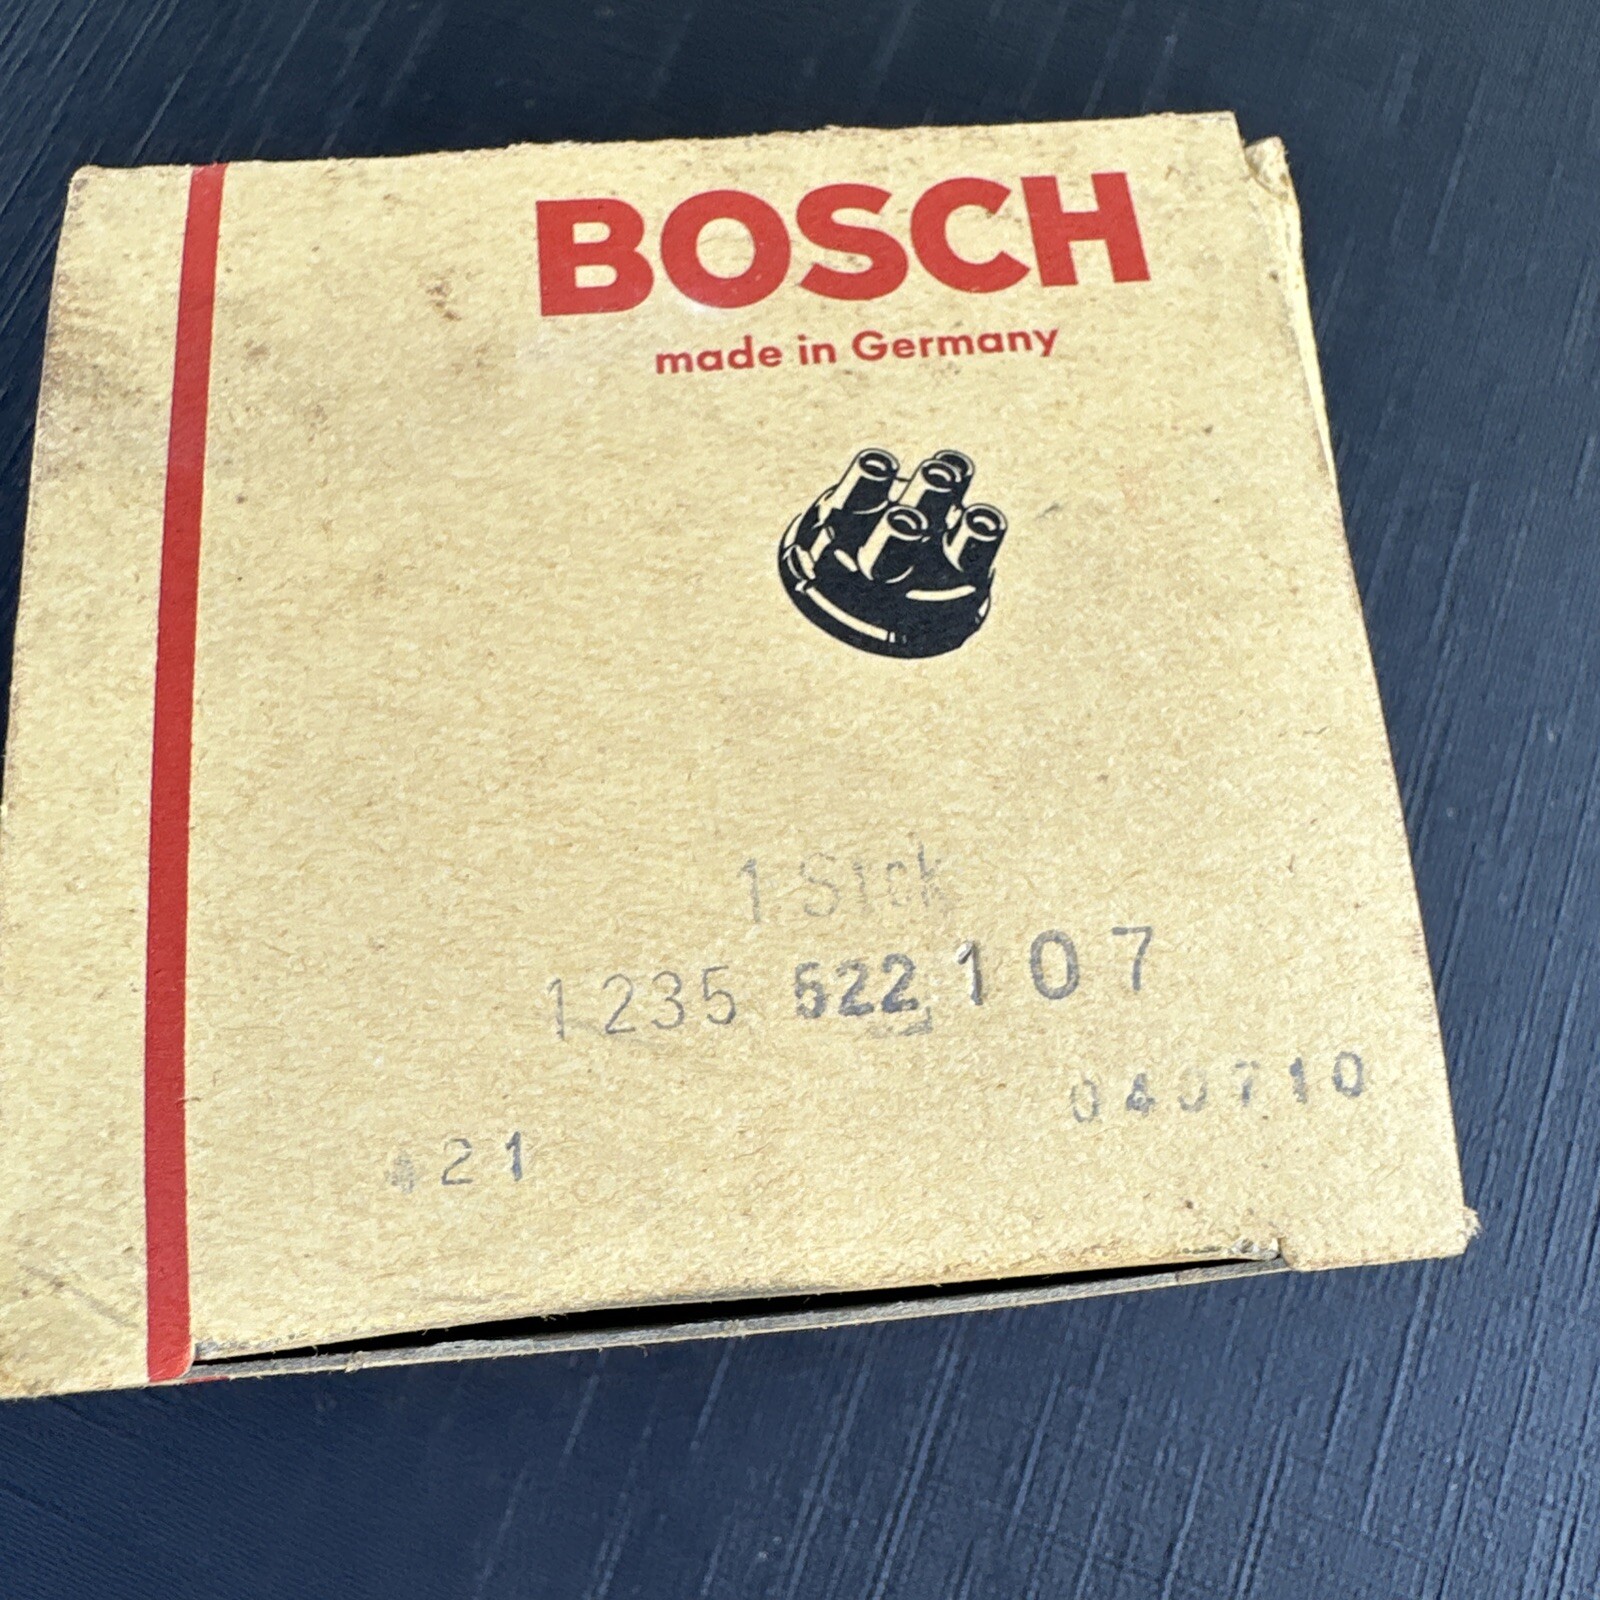 BOSCH
made in Germany
1 Stck
1 235 522 107
040710
21